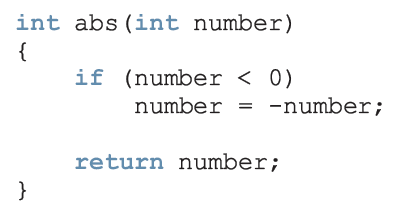 int abs(int number)
{
    if (number < 0)
        number = -number;

    return number;
}